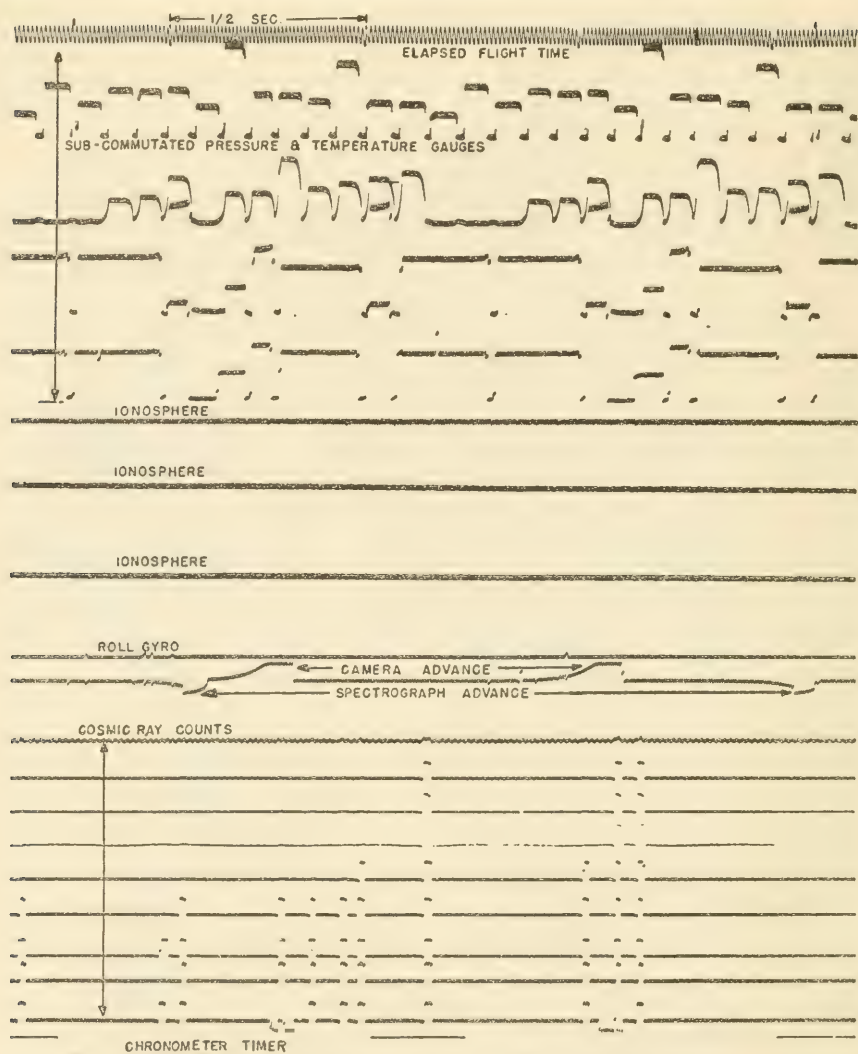 1/2 SEC.
ELAPSED FLIGHT TIME
SUB-COMMUTATED PRESSURE & TEMPERATURE GAUGES
IONOSPHERE
IONOSPHERE
IONOSPHERE
ROLL GYRO
CAMERA ADVANCE
SPECTROGRAPH ADVANCE
COSMIC RAY COUNTS
CHRONOMETER TIMER